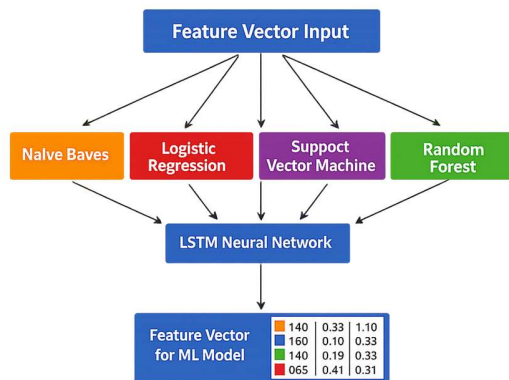 Feature Vector Input
Nalve Baves
Logistic
Regression
Suppoct
Vector Machine
Random
Forest
LSTM Neural Network
Feature Vector
for ML Model
140 0.33 1.10
160 0.10 0.33
140 0.19 0.33
065 0.41 0.31